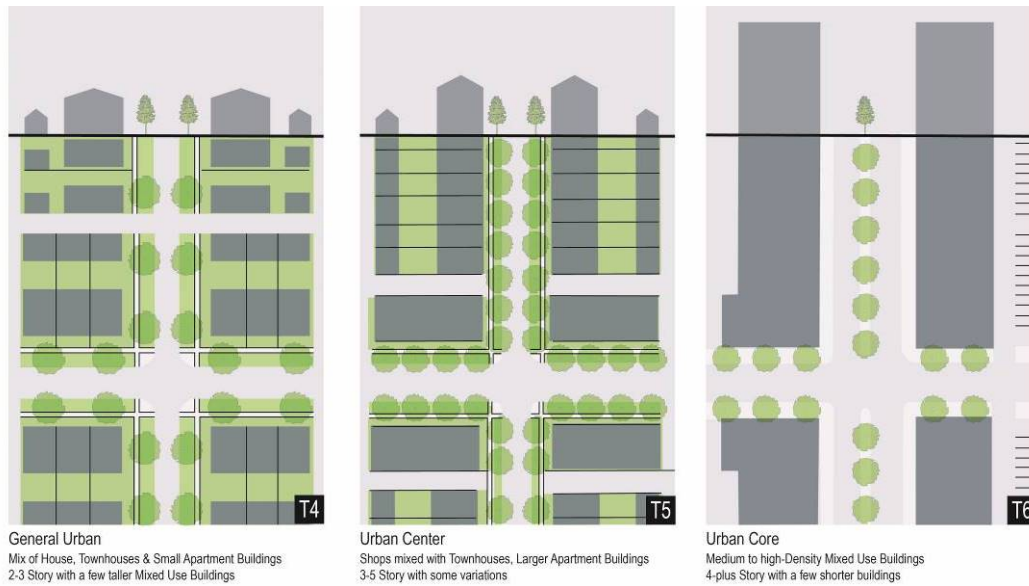 T4
General Urban
Mix of House, Townhouses & Small Apartment Buildings
2-3 Story with a few taller Mixed Use Buildings
T5
Urban Center
Shops mixed with Townhouses, Larger Apartment Buildings
3-5 Story with some variations
T6
Urban Core
Medium to high-Density Mixed Use Buildings
4-plus Story with a few shorter buildings